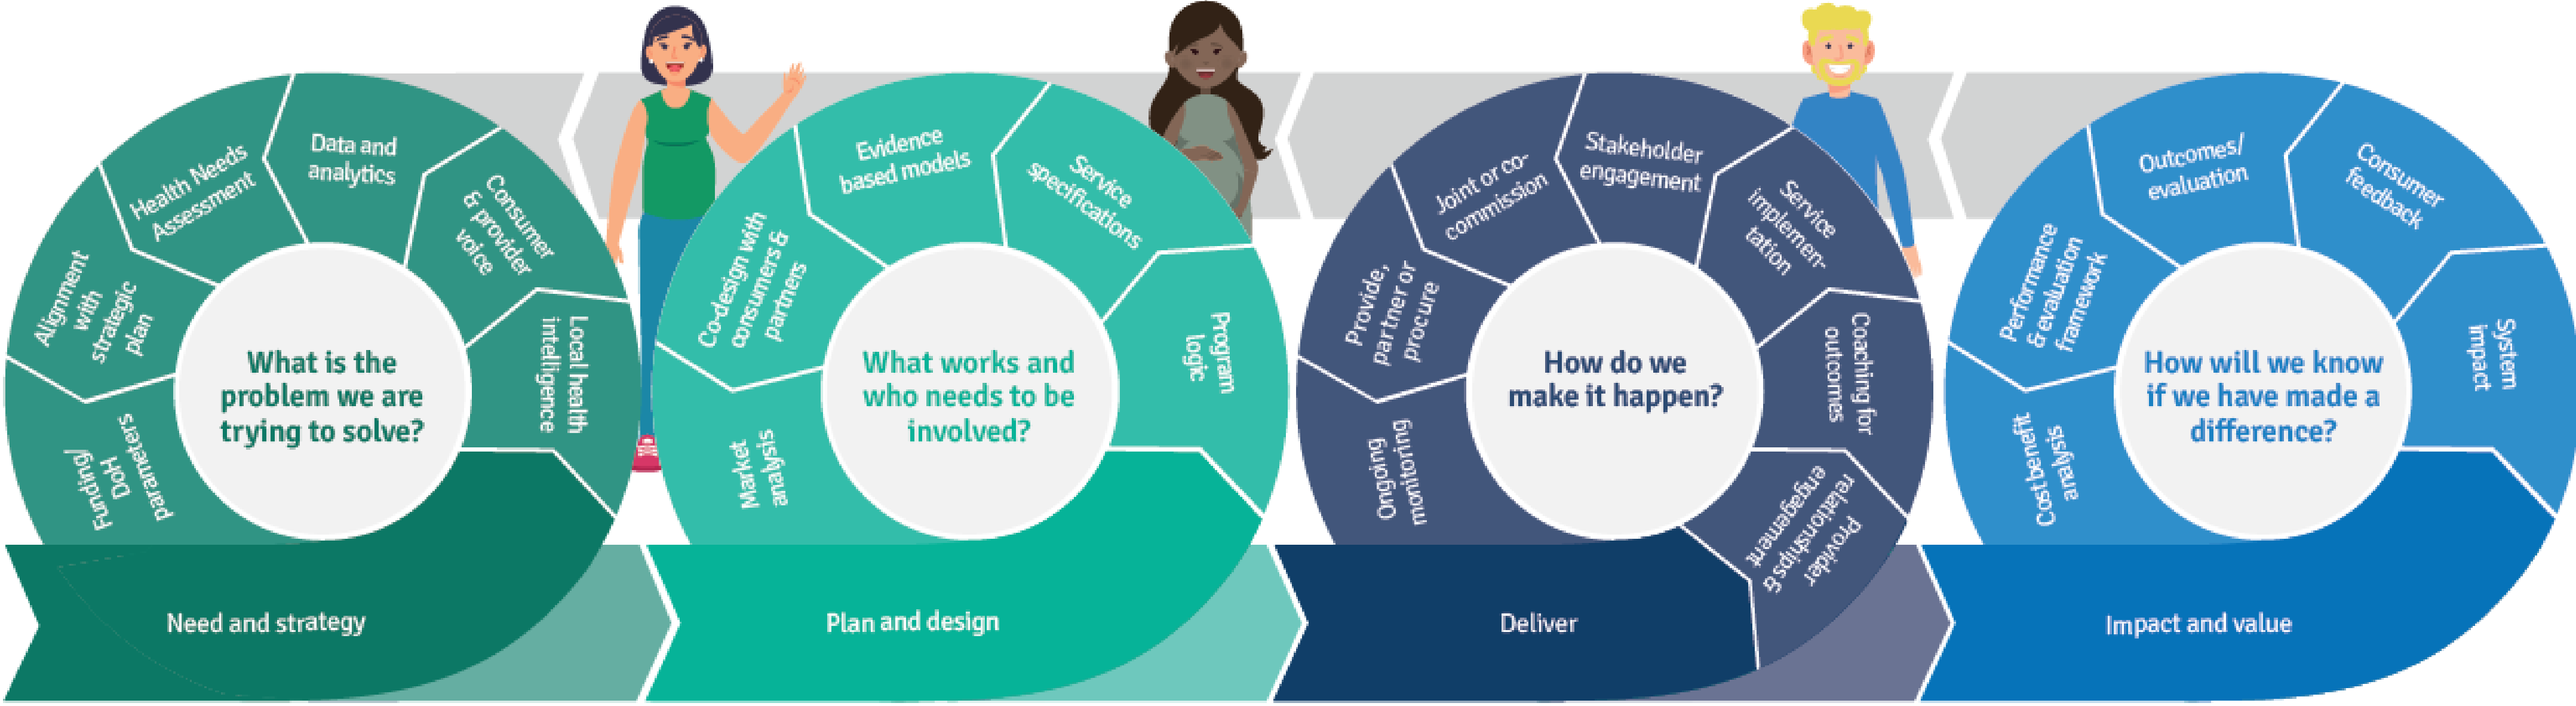 Funding/
DoH
parameters
Alignment
with
strategic
plan
Health Needs
Assessment
Data and
analytics
Consumer
& provider
voice
Local health
intelligence
What is the
problem we are
trying to solve?
Need and strategy
Market
analysis
Co-design with
consumers &
partners
Evidence
based models
Service
specifications
Program
logic
What works and
who needs to be
involved?
Plan and design
Ongoing
monitoring
Provide,
partner or
procure
Joint or co-
commission
Stakeholder
engagement
Service
implemen-
tation
Coaching for
outcomes
Provider
relationships &
engagement
How do we
make it happen?
Deliver
Cost benefit
analysis
Performance
& evaluation
framework
Outcomes/
evaluation
Consumer
feedback
System
impact
How will we know
if we have made a
difference?
Impact and value